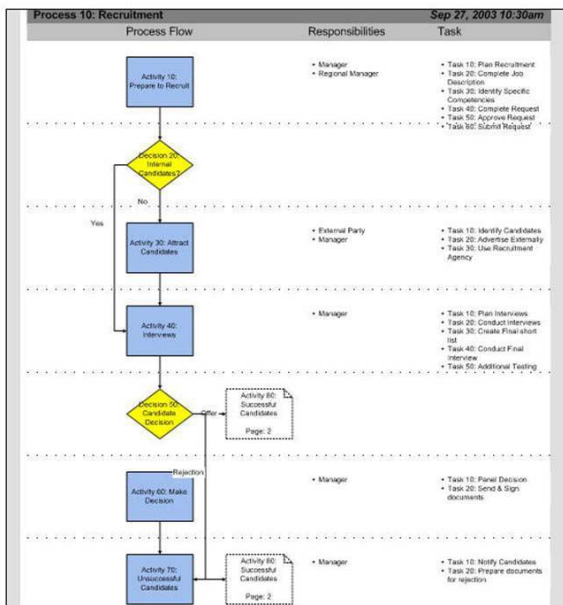 Process 10: Recruitment Sep 27, 2003 10:30am
Process Flow Responsibilities Task
Activity 10:
Prepare to Recruit
• Manager
• Regional Manager
• Task 10: Plan Recruitment
• Task 20: Complete Job
Description
• Task 30: Identify Specific
Competencies
• Task 40: Complete Request
• Task 50: Approve Request
• Task 60: Submit Request
Decision 20:
Internal
Candidates?
No
Yes
Activity 30: Attract
Candidates
• External Party
• Manager
• Task 10: Identify Candidates
• Task 20: Advertise Externally
• Task 30: Use Recruitment
Agency
Activity 40:
Interviews
• Manager
• Task 10: Plan Interviews
• Task 20: Conduct Interviews
• Task 30: Create Final short
list
• Task 40: Conduct Final
Interview
• Task 50: Additional Testing
Decision 50:
Candidate
Decision
Offer
Activity 80:
Successful
Candidates
Page: 2
Rejection
Activity 60: Make
Decision
• Manager
• Task 10: Panel Decision
• Task 20: Send & Sign
documents
Activity 70:
Unsuccessful
Candidates
Activity 80:
Successful
Candidates
Page: 2
• Manager
• Task 10: Notify Candidates
• Task 20: Prepare documents
for rejection